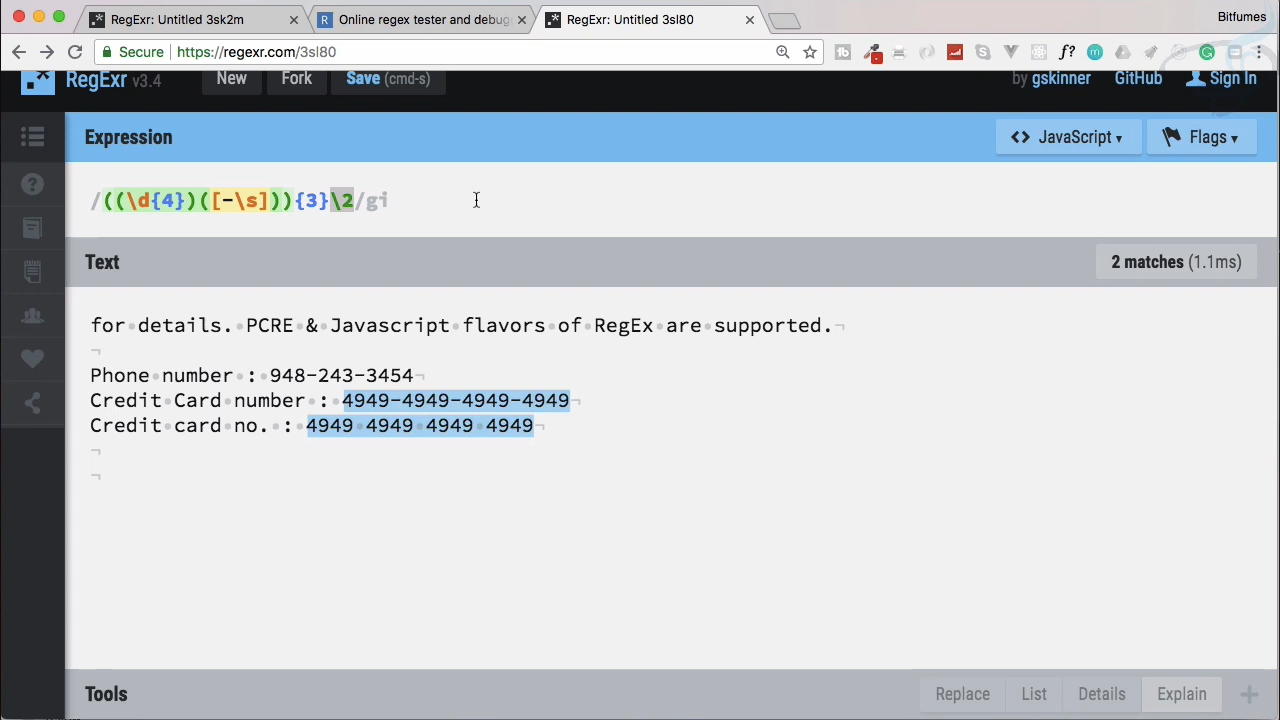 RegExr: Untitled 3sk2m
Online regex tester and debug
RegExr: Untitled 3sl80
Bitfumes
Secure
https://regexr.com/3sl80
RegExr v3.4
New
Fork
Save (cmd-s)
by gskinner
GitHub
Sign In
Expression
<> JavaScript
Flags
/((\d{4})([-\s])){3}\2/gi
Text
2 matches (1.1ms)
for details. PCRE & Javascript flavors of RegEx are supported.
Phone number : 948-243-3454
Credit Card number : 4949-4949-4949-4949
Credit card no. : 4949 4949 4949 4949
Tools
Replace
List
Details
Explain